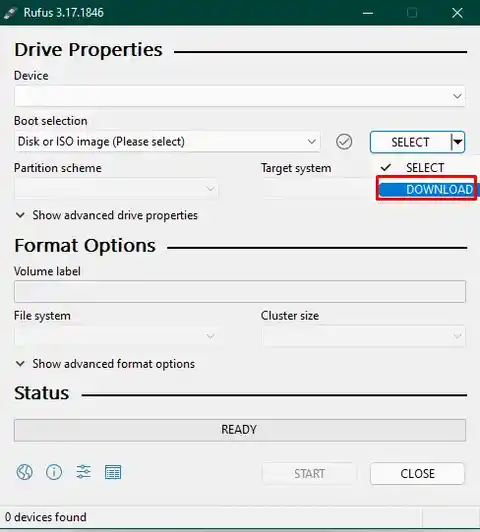 Rufus 3.17.1846
Drive Properties
Device
Boot selection
Disk or ISO image (Please select)
SELECT
Partition scheme
Target system
SELECT
DOWNLOAD
Show advanced drive properties
Format Options
Volume label
File system
Cluster size
Show advanced format options
Status
READY
START
CLOSE
0 devices found